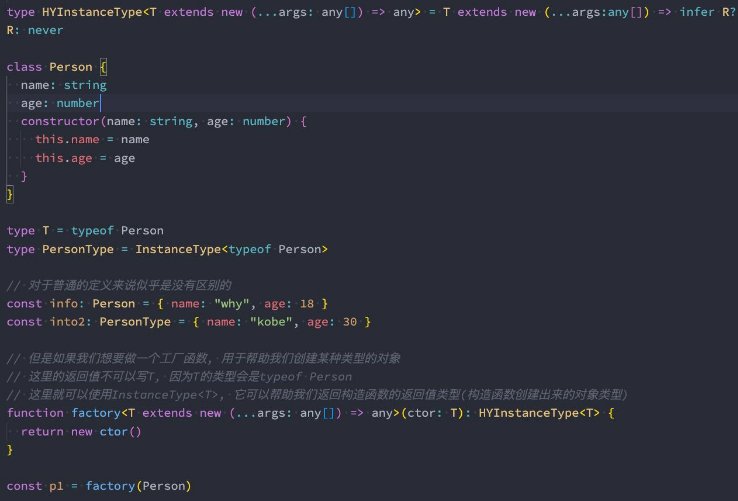 type HYInstanceType<T extends new (...args: any[]) => any> = T extends new (...args:any[]) => infer R?
R: never
class Person {
name: string
age: number
constructor(name: string, age: number) {
this.name = name
this.age = age
}
}
type T = typeof Person
type PersonType = InstanceType<typeof Person>
// 对于普通的定义来说似乎是没有区别的
const info: Person = { name: "why", age: 18 }
const into2: PersonType = { name: "kobe", age: 30 }
// 但是如果我们想要做一个工厂函数, 用于帮助我们创建某种类型的对象
// 这里的返回值不可以写T, 因为T的类型会是typeof Person
// 这里就可以使用InstanceType<T>, 它可以帮助我们返回构造函数的返回值类型(构造函数创建出来的对象类型)
function factory<T extends new (...args: any[]) => any>(ctor: T): HYInstanceType<T> {
return new ctor()
}
const p1 = factory(Person)